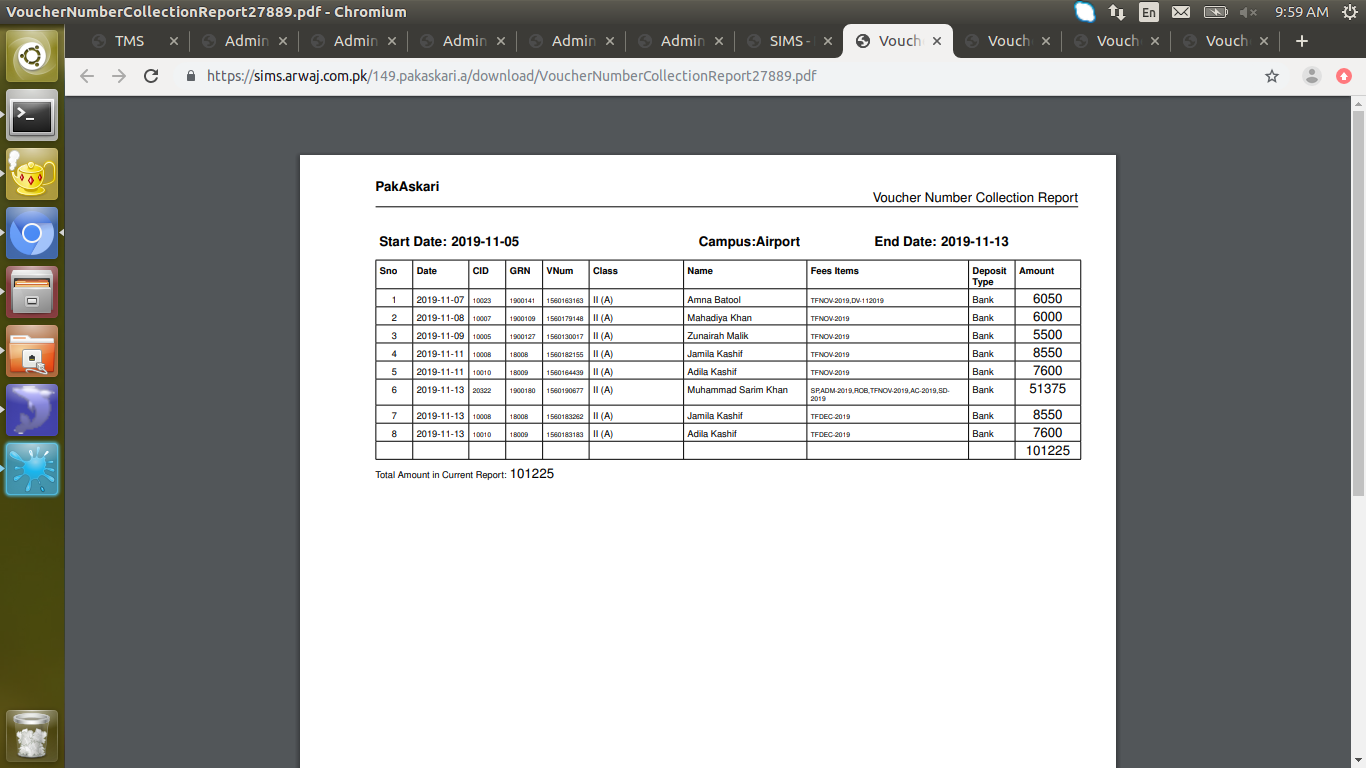 VoucherNumberCollectionReport27889.pdf - Chromium
En
9:59 AM
TMS
Admin
Admin
Admin
Admin
Admin
SIMS -
Vouch
Vouch
Vouch
Vouch
https://sims.arwaj.com.pk/149.pakaskari.a/download/VoucherNumberCollectionReport27889.pdf
PakAskari
Voucher Number Collection Report
Start Date: 2019-11-05 Campus:Airport End Date: 2019-11-13
Sno Date CID GRN VNum Class Name Fees Items Deposit Type Amount
1 2019-11-07 10023 1900141 1560163163 II (A) Amna Batool TFNOV-2019,DV-112019 Bank 6050
2 2019-11-08 10007 1900109 1560179148 II (A) Mahadiya Khan TFNOV-2019 Bank 6000
3 2019-11-09 10005 1900127 1560130017 II (A) Zunairah Malik TFNOV-2019 Bank 5500
4 2019-11-11 10008 18008 1560182155 II (A) Jamila Kashif TFNOV-2019 Bank 8550
5 2019-11-11 10010 18009 1560164439 II (A) Adila Kashif TFNOV-2019 Bank 7600
6 2019-11-13 20322 1900180 1560190677 II (A) Muhammad Sarim Khan SP,ADM-2019,ROB,TFNOV-2019,AC-2019,SD- Bank 51375
2019
7 2019-11-13 10008 18008 1560183262 II (A) Jamila Kashif TFDEC-2019 Bank 8550
8 2019-11-13 10010 18009 1560183183 II (A) Adila Kashif TFDEC-2019 Bank 7600
101225
Total Amount in Current Report: 101225